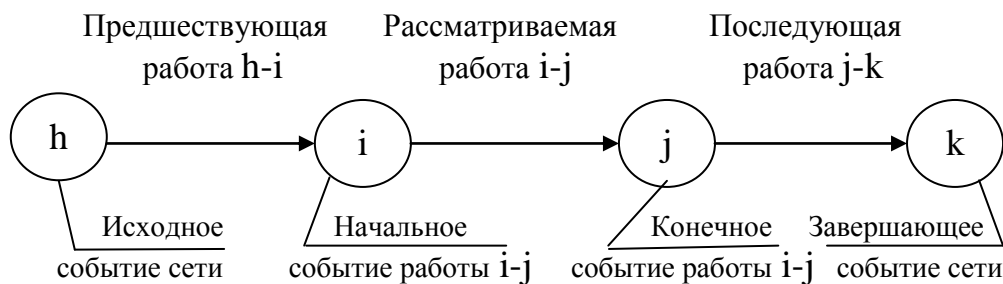 Предшествующая
работа h-i
Рассматриваемая
работа i-j
Последующая
работа j-k
h
i
j
k
Исходное
событие сети
Начальное
событие работы i-j
Конечное
событие работы i-j
Завершающее
событие сети